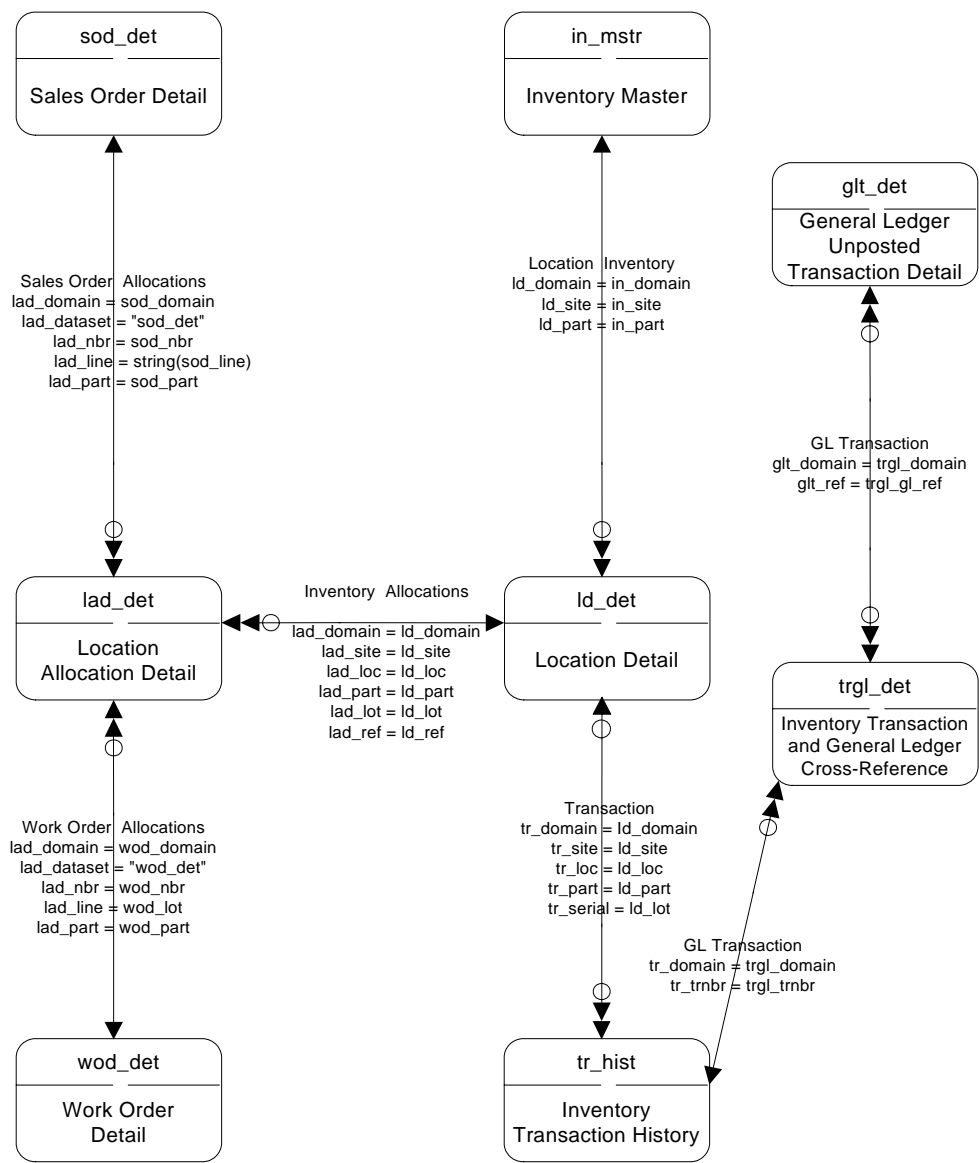 sod_det
Sales Order Detail
in_mstr
Inventory Master
glt_det
General Ledger
Unposted
Transaction Detail
Sales Order Allocations
lad_domain = sod_domain
lad_dataset = "sod_det"
lad_nbr = sod_nbr
lad_line = string(sod_line)
lad_part = sod_part
Location Inventory
ld_domain = in_domain
ld_site = in_site
ld_part = in_part
GL Transaction
glt_domain = trgl_domain
glt_ref = trgl_gl_ref
lad_det
Location
Allocation Detail
Inventory Allocations
lad_domain = ld_domain
lad_site = ld_site
lad_loc = ld_loc
lad_part = ld_part
lad_lot = ld_lot
lad_ref = ld_ref
ld_det
Location Detail
trgl_det
Inventory Transaction
and General Ledger
Cross-Reference
Work Order Allocations
lad_domain = wod_domain
lad_dataset = "wod_det"
lad_nbr = wod_nbr
lad_line = wod_lot
lad_part = wod_part
Transaction
tr_domain = ld_domain
tr_site = ld_site
tr_loc = ld_loc
tr_part = ld_part
tr_serial = ld_lot
GL Transaction
tr_domain = trgl_domain
tr_trnbr = trgl_trnbr
wod_det
Work Order
Detail
tr_hist
Inventory
Transaction History